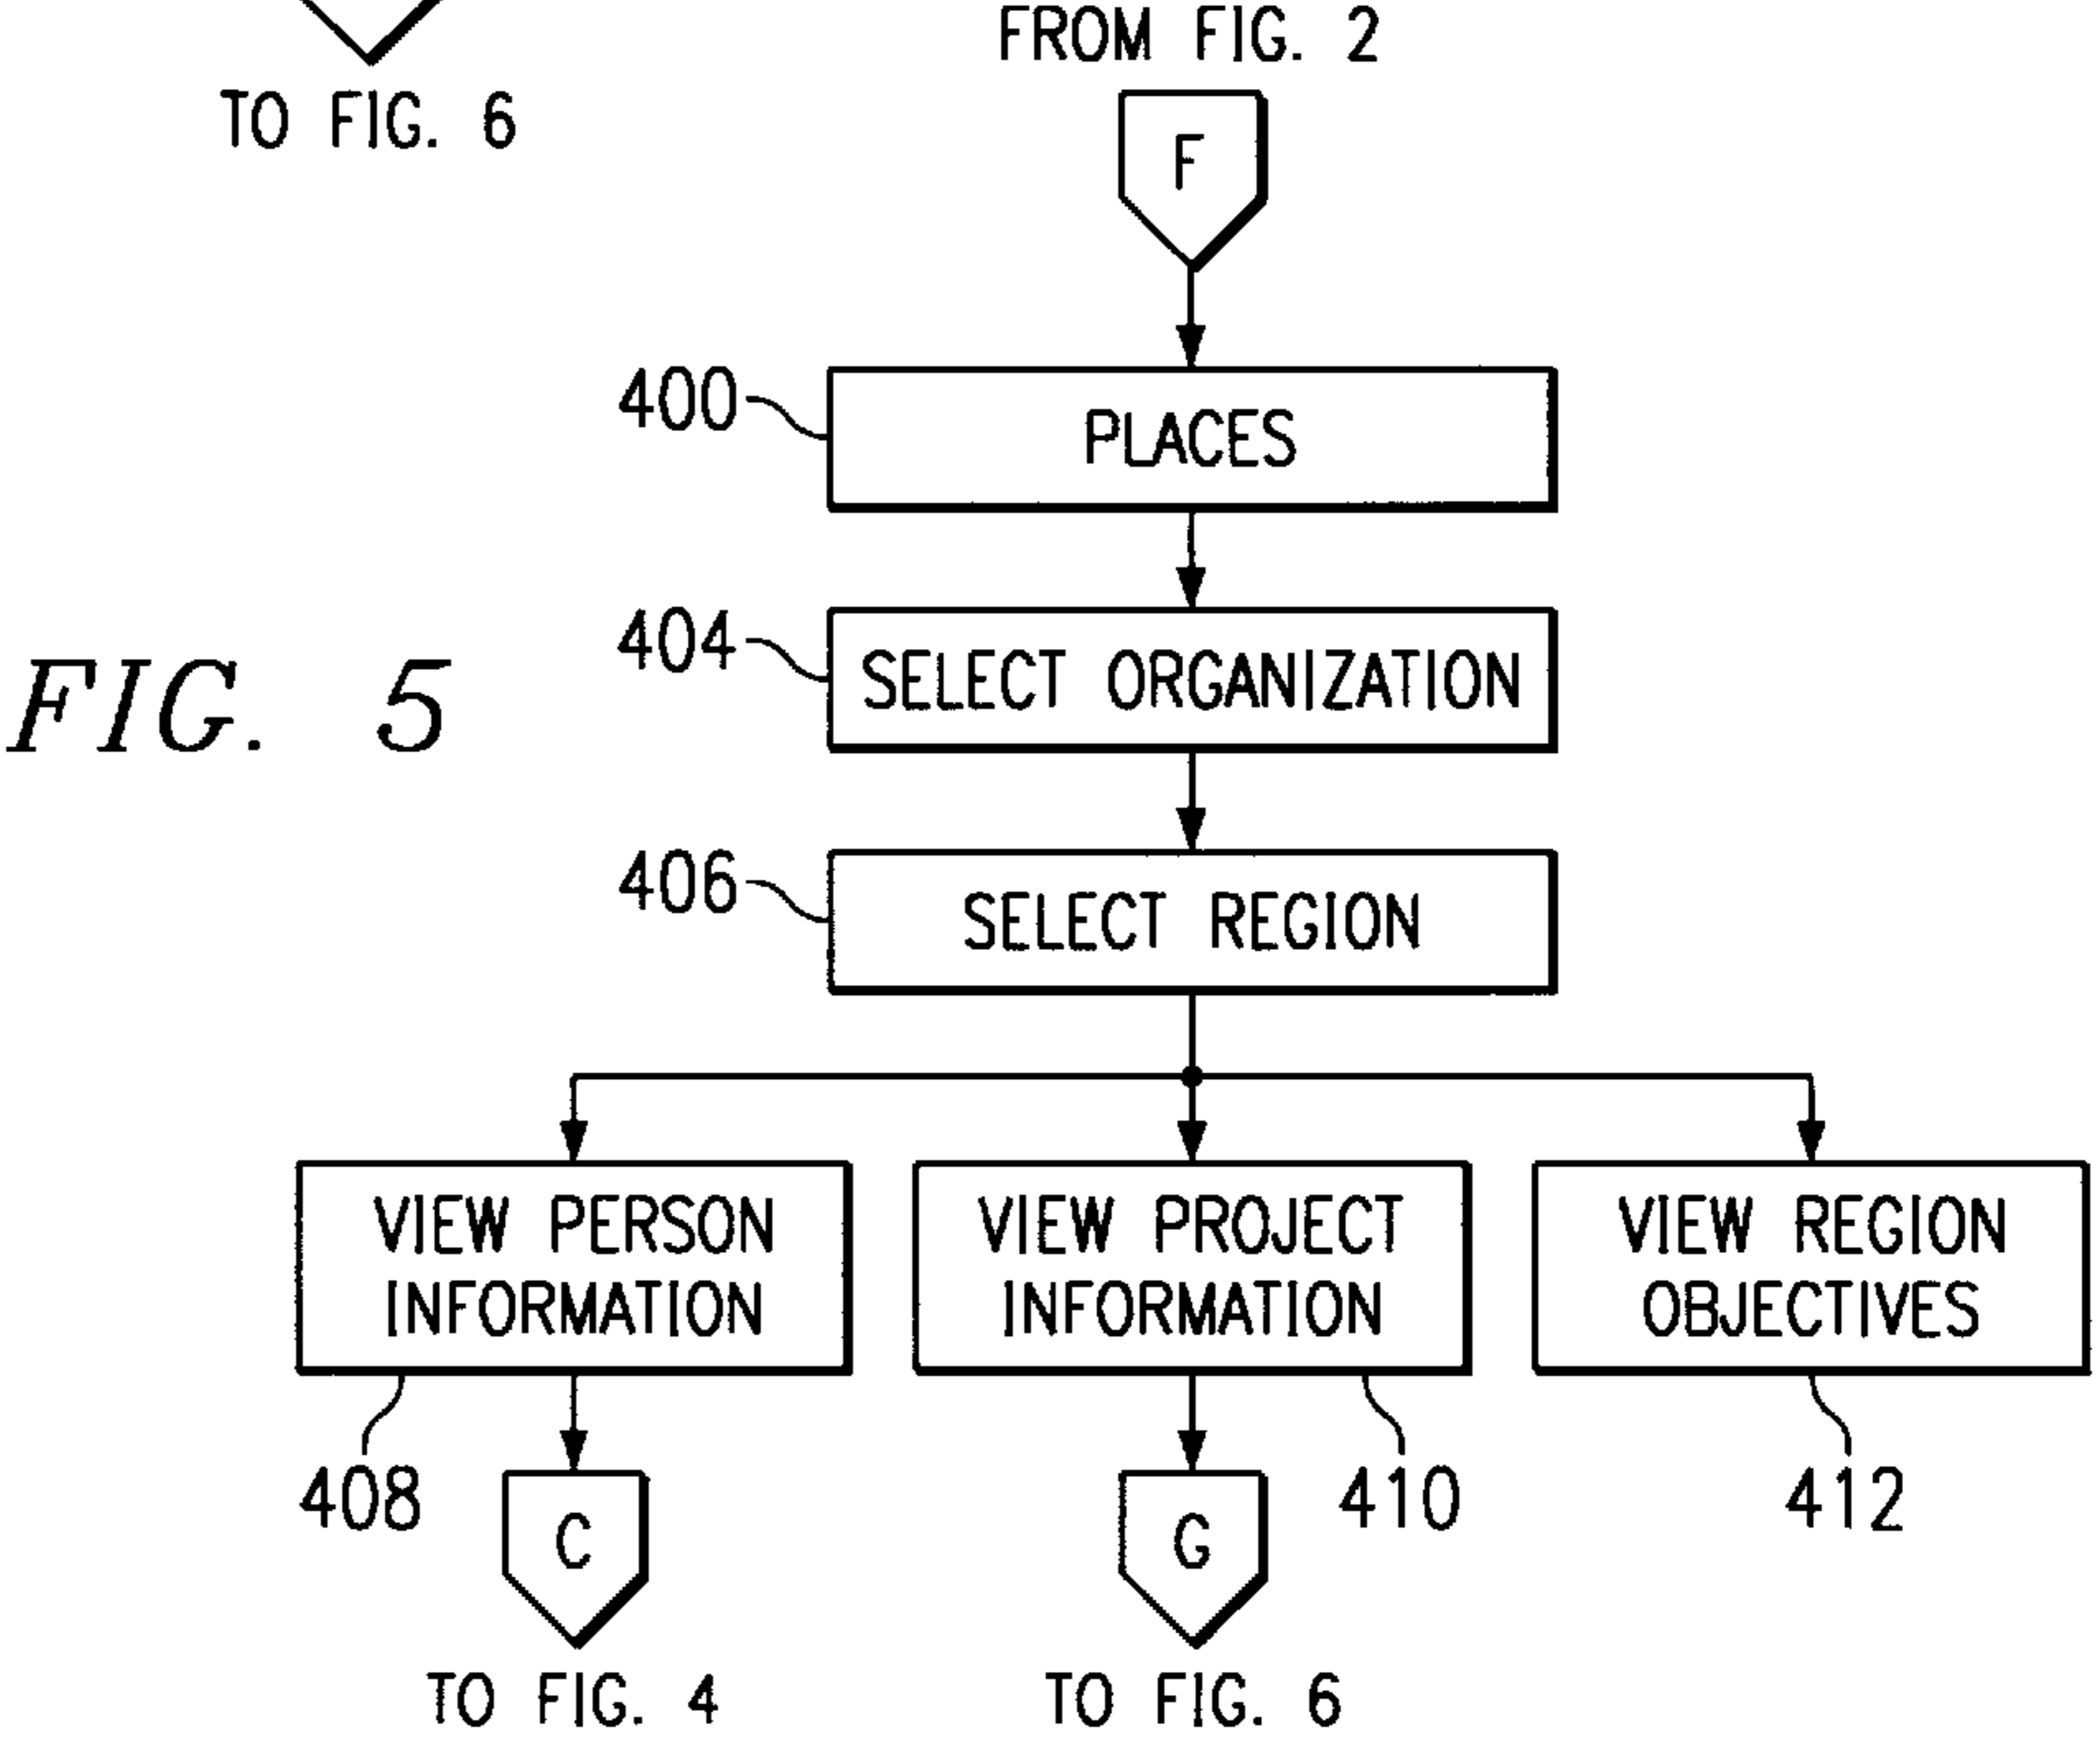 TO FIG. 6
FROM FIG. 2
F
400
PLACES
404
SELECT ORGANIZATION
FIG. 5
406
SELECT REGION
VIEW PERSON
INFORMATION
VIEW PROJECT
INFORMATION
VIEW REGION
OBJECTIVES
408
C
G
410
412
TO FIG. 4
TO FIG. 6